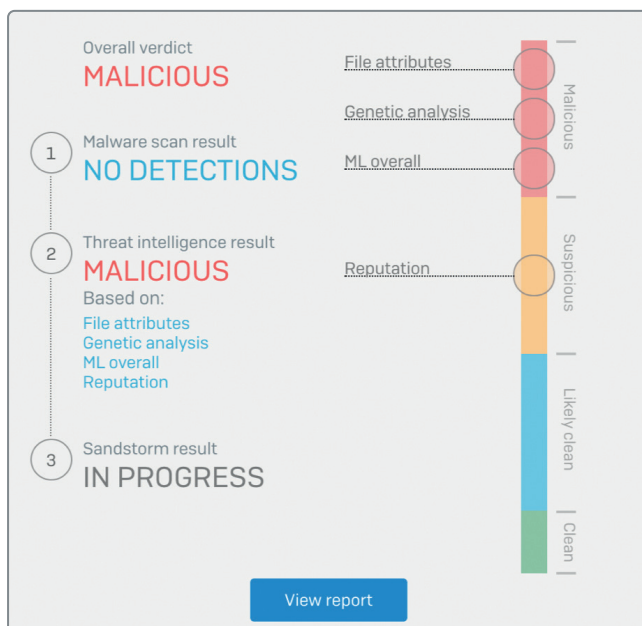 Overall verdict
MALICIOUS
1
Malware scan result
NO DETECTIONS
2
Threat intelligence result
MALICIOUS
Based on:
File attributes
Genetic analysis
ML overall
Reputation
3
Sandstorm result
IN PROGRESS
File attributes
Genetic analysis
ML overall
Reputation
Malicious
Suspicious
Likely clean
Clean
View report